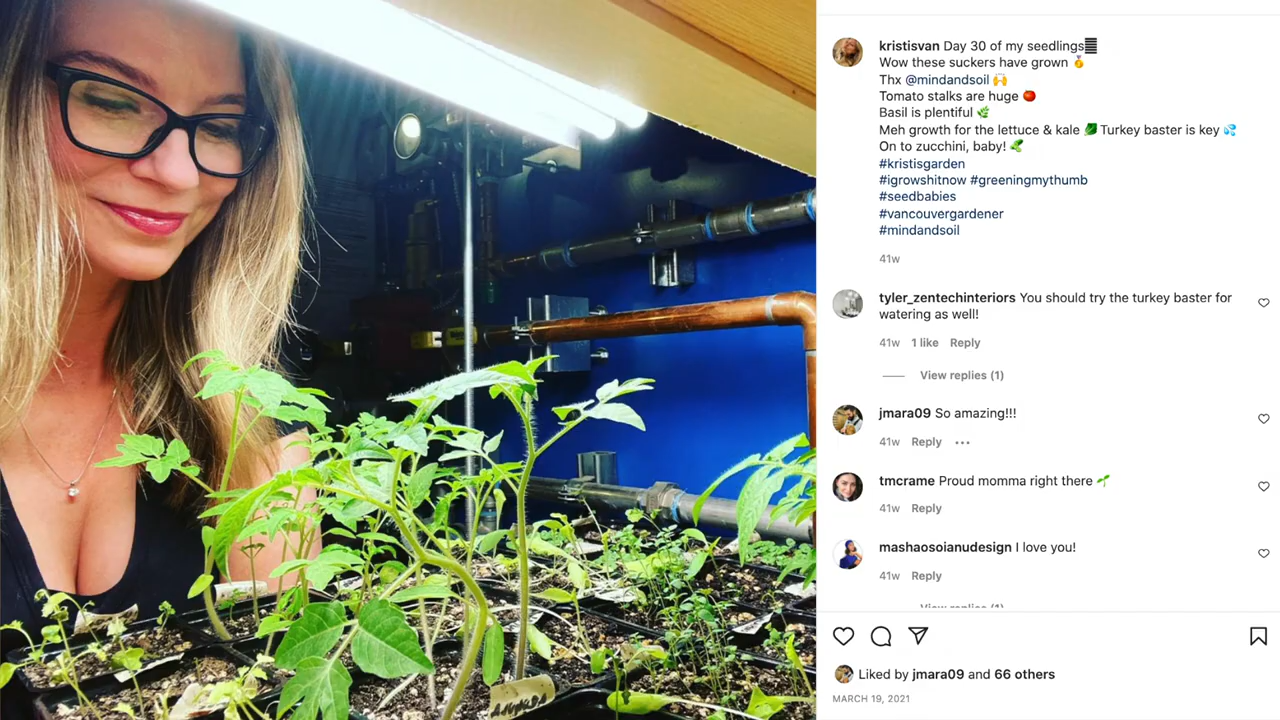 kristisvan Day 30 of my seedlings
Wow these suckers have grown 🏅
Thx @mindandsoil 🙌
Tomato stalks are huge 🍅
Basil is plentiful 🌿
Meh growth for the lettuce & kale 🥬 Turkey baster is key 💦
On to zucchini, baby! 🥒
#kristisgarden
#igrowshitnow #greeningmythumb
#seedbabies
#vancouvergardener
#mindandsoil
41w
tyler_zentechinteriors You should try the turkey baster for
watering as well!
41w 1 like Reply
View replies (1)
jmara09 So amazing!!!
41w Reply •••
tmcrame Proud momma right there 🌱
41w Reply
mashaosoianudesign I love you!
41w Reply
View replies (1)
Liked by jmara09 and 66 others
MARCH 19, 2021